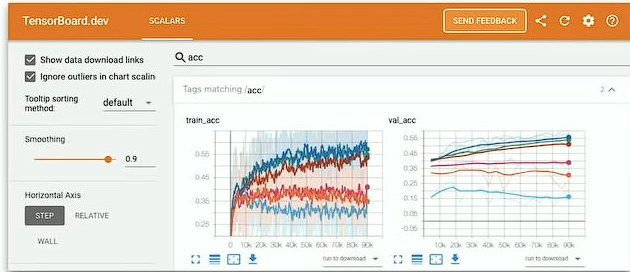 TensorBoard.dev
SCALARS
SEND FEEDBACK
Show data download links
Ignore outliers in chart scaling
Tooltip sorting
method:
default
Smoothing
0.9
Horizontal Axis
STEP
RELATIVE
WALL
acc
Tags matching /acc/
2
train_acc
0.55
0.45
0.35
0.25
0 10k 20k 30k 40k 50k 60k 70k 80k 90k
run to download
val_acc
0.55
0.45
0.35
0.25
0.15
0.05
-0.05
10k 20k 30k 40k 50k 60k 70k 80k 90k
run to download